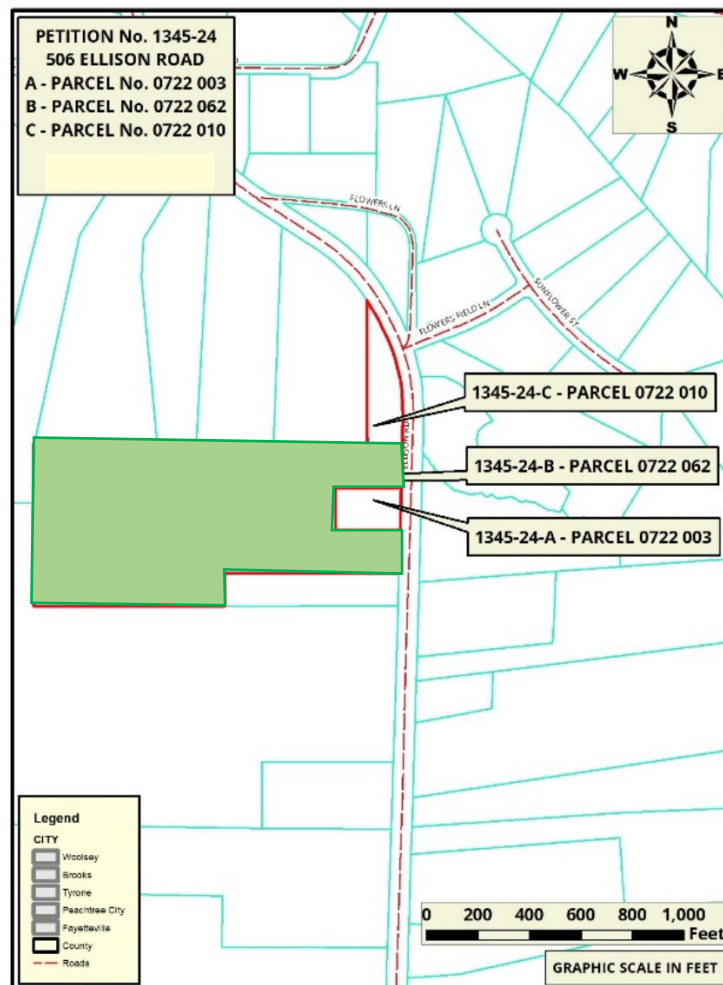 PETITION No. 1345-24
506 ELLISON ROAD
A - PARCEL No. 0722 003
B - PARCEL No. 0722 062
C - PARCEL No. 0722 010
N
W
E
S
FLOWERS LN
FLOWERS FIELD LN
SUNFLOWER ST
1345-24-C - PARCEL 0722 010
ELLISON RD
1345-24-B - PARCEL 0722 062
1345-24-A - PARCEL 0722 003
Legend
CITY
Woolsey
Brooks
Tyrone
Peachtree City
Fayetteville
County
Roads
0 200 400 600 800 1,000
Feet
GRAPHIC SCALE IN FEET